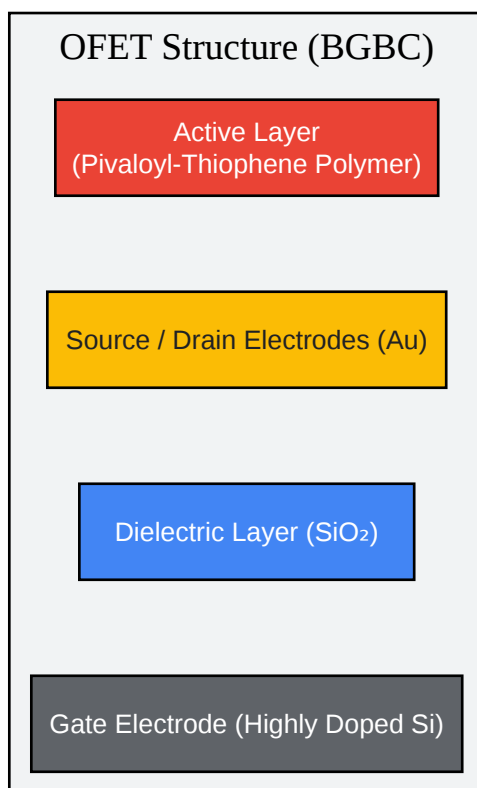 OFET Structure (BGBC)
Active Layer
(Pivaloyl-Thiophene Polymer)
Source / Drain Electrodes (Au)
Dielectric Layer (SiO₂)
Gate Electrode (Highly Doped Si)